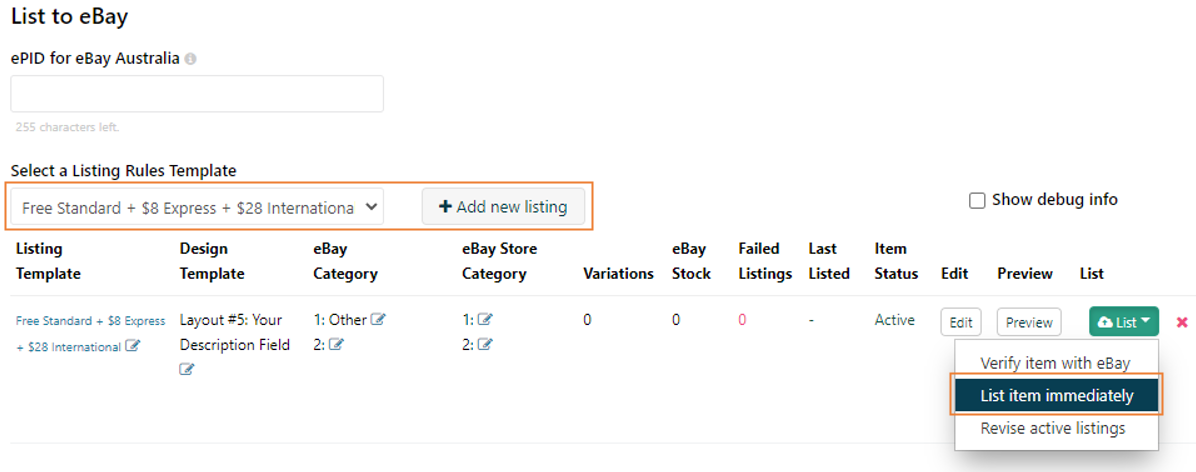 List to eBay
ePID for eBay Australia
255 characters left.
Select a Listing Rules Template
Free Standard + $8 Express + $28 Internationa
Add new listing
Show debug info
Listing Template
Design Template
eBay Category
eBay Store Category
Variations
eBay Stock
Failed Listings
Last Listed
Item Status
Edit
Preview
List
Free Standard + $8 Express
+ $28 International
Layout #5: Your
Description Field
1: Other
2:
1:
2:
0
0
0
-
Active
Edit
Preview
List
Verify item with eBay
List item immediately
Revise active listings